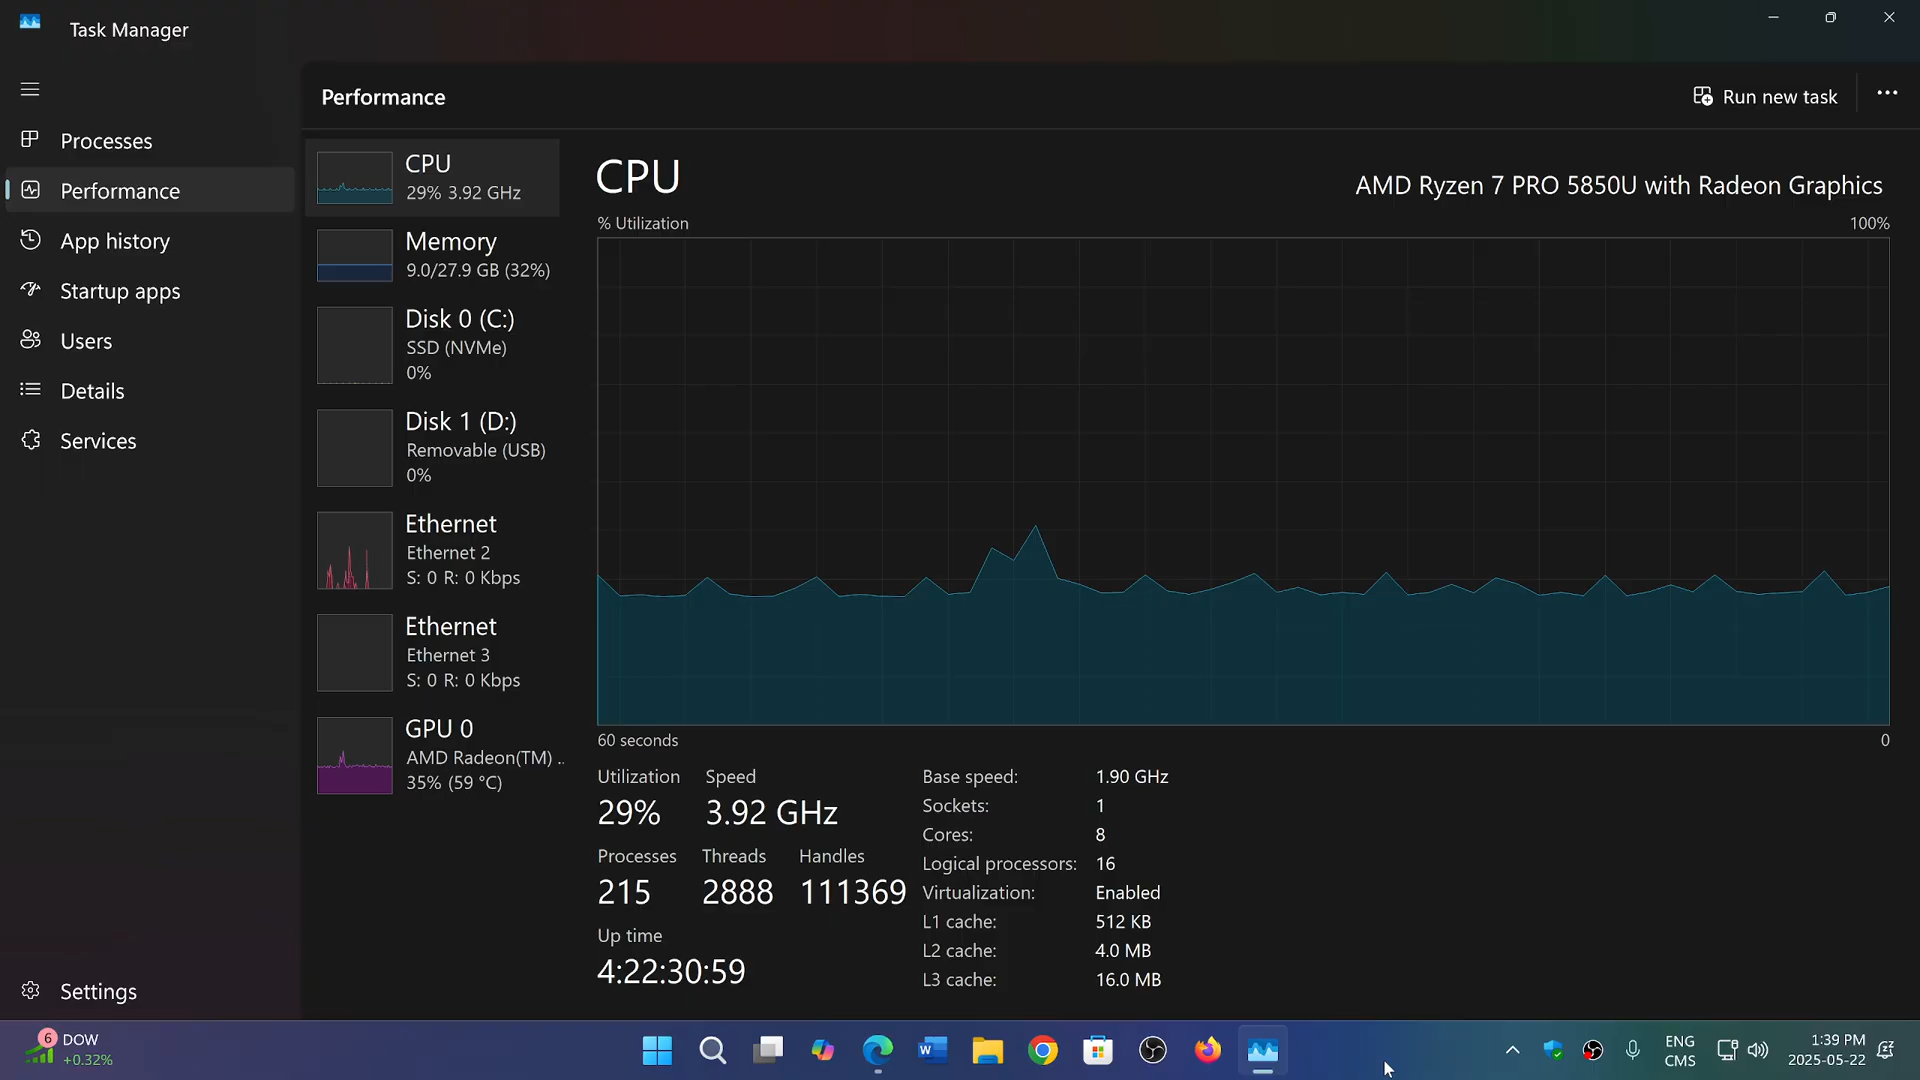 Task Manager
Performance
Run new task
Processes
Performance
App history
Startup apps
Users
Details
Services
Settings
CPU
29% 3.92 GHz
Memory
9.0/27.9 GB (32%)
Disk 0 (C:)
SSD (NVMe)
0%
Disk 1 (D:)
Removable (USB)
0%
Ethernet
Ethernet 2
S: 0 R: 0 Kbps
Ethernet
Ethernet 3
S: 0 R: 0 Kbps
GPU 0
AMD Radeon(TM) ..
35% (59 °C)
CPU
AMD Ryzen 7 PRO 5850U with Radeon Graphics
% Utilization 100%
60 seconds 0
Utilization Speed
29% 3.92 GHz
Processes Threads Handles
215 2888 111369
Up time
4:22:30:59
Base speed: 1.90 GHz
Sockets: 1
Cores: 8
Logical processors: 16
Virtualization: Enabled
L1 cache: 512 KB
L2 cache: 4.0 MB
L3 cache: 16.0 MB
6
DOW
+0.32%
W
ENG
CMS
1:39 PM
2025-05-22